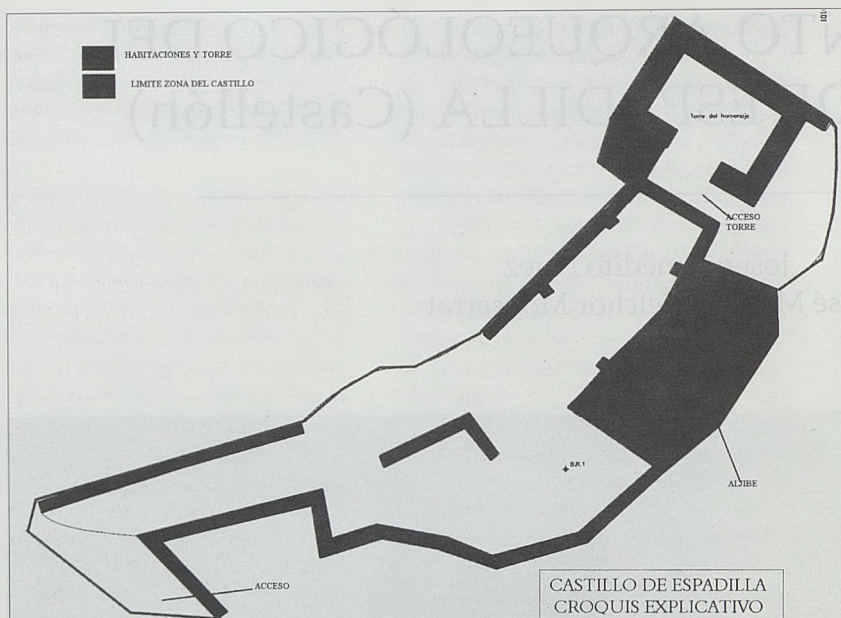 101
HABITACIONES Y TORRE
LIMITE ZONA DEL CASTILLO
Torre del homenaje
ACCESO
TORRE
B.R.1
ALJIBE
ACCESO
CASTILLO DE ESPADILLA
CROQUIS EXPLICATIVO